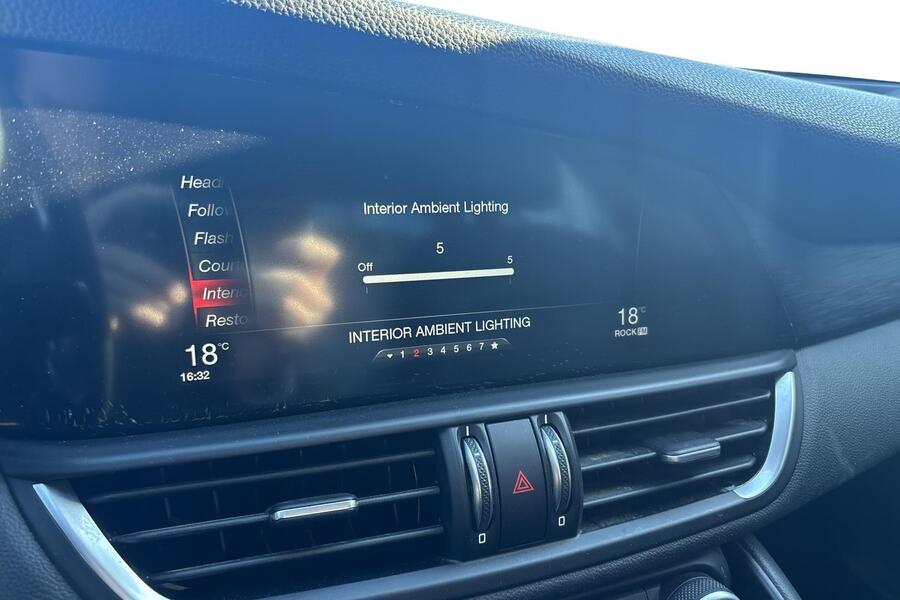 Head
Follow
Flash
Cour
Interi
Resto
Interior Ambient Lighting
5
Off
5
INTERIOR AMBIENT LIGHTING
1 2 3 4 5 6 7
18°C
16:32
18°C
ROCK FM